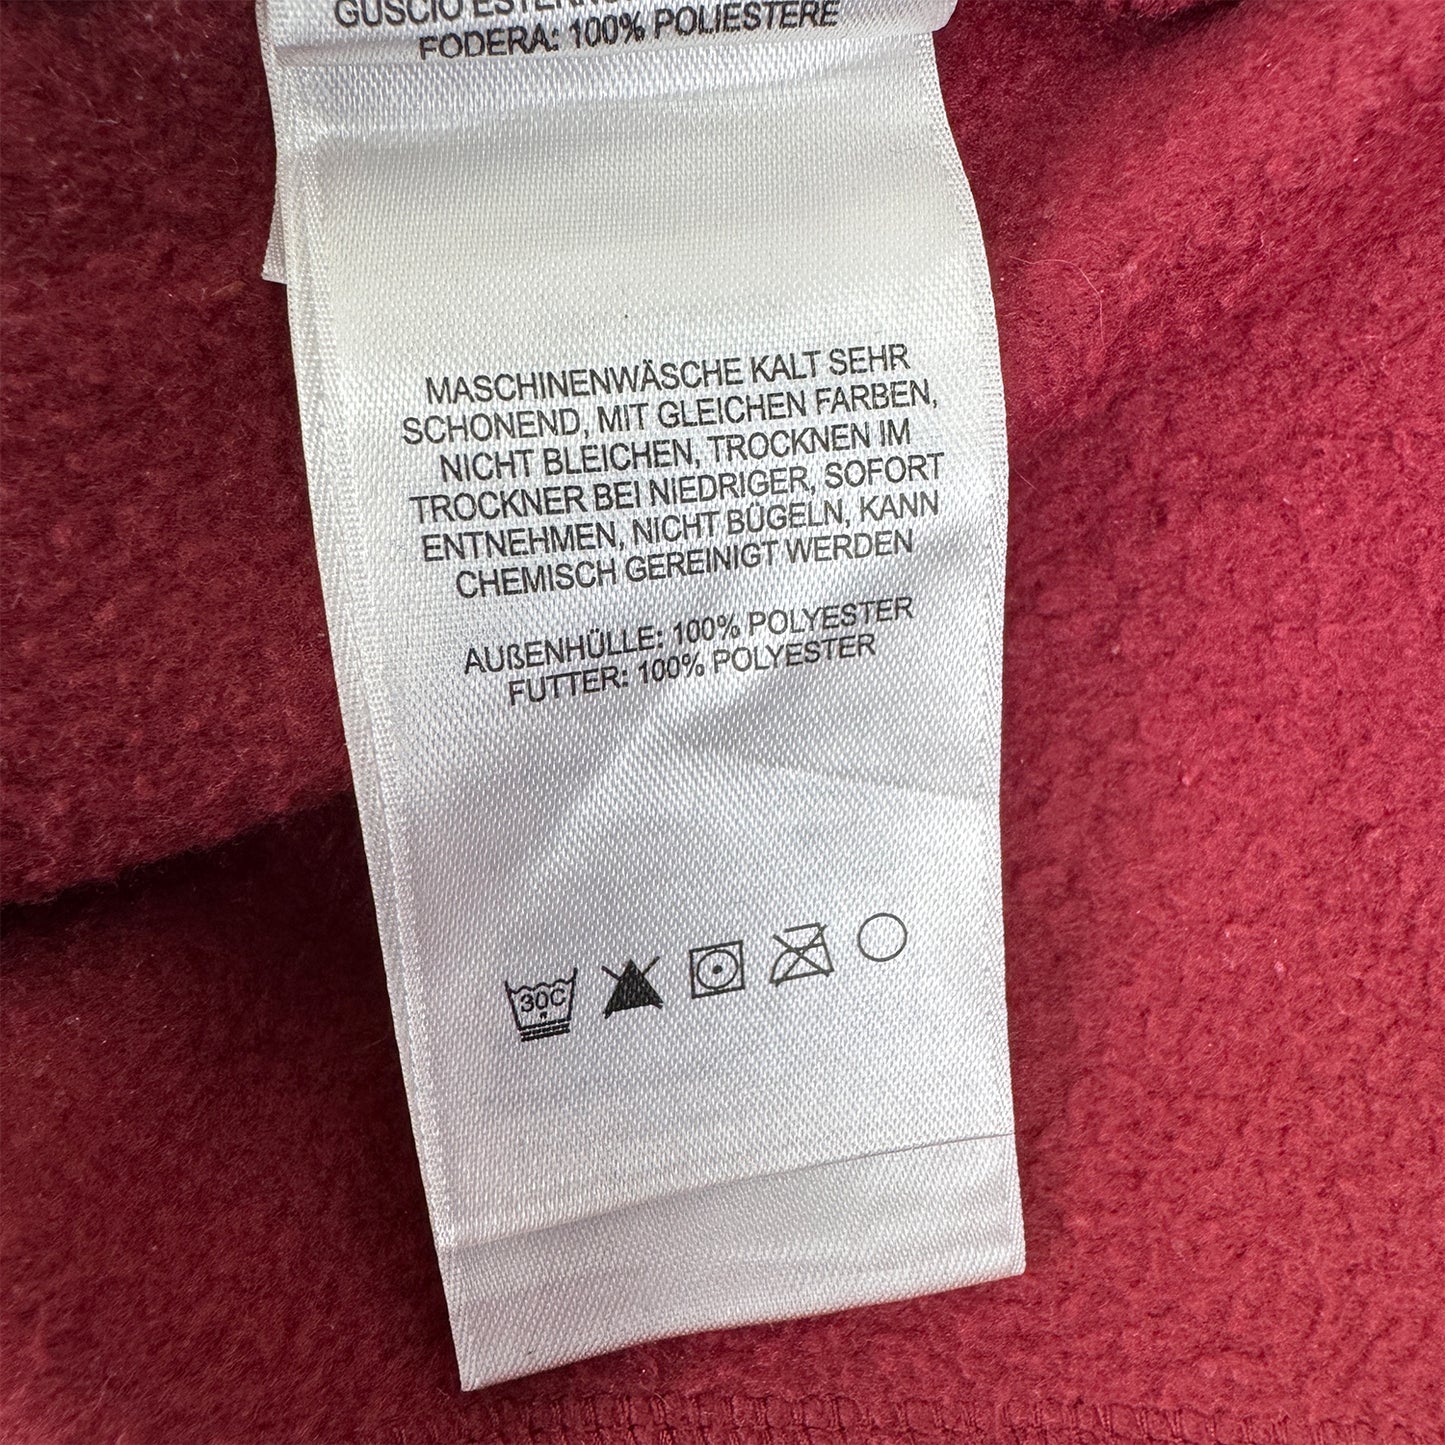 GUSCIO
FODERA: 100% POLIESTERE
MASCHINENWÄSCHE KALT SEHR
SCHONEND, MIT GLEICHEN FARBEN,
NICHT BLEICHEN, TROCKNEN IM
TROCKNER BEI NIEDRIGER, SOFORT
ENTNEHMEN, NICHT BÜGELN, KANN
CHEMISCH GEREINIGT WERDEN
AUßENHÜLLE: 100% POLYESTER
FUTTER: 100% POLYESTER
30C